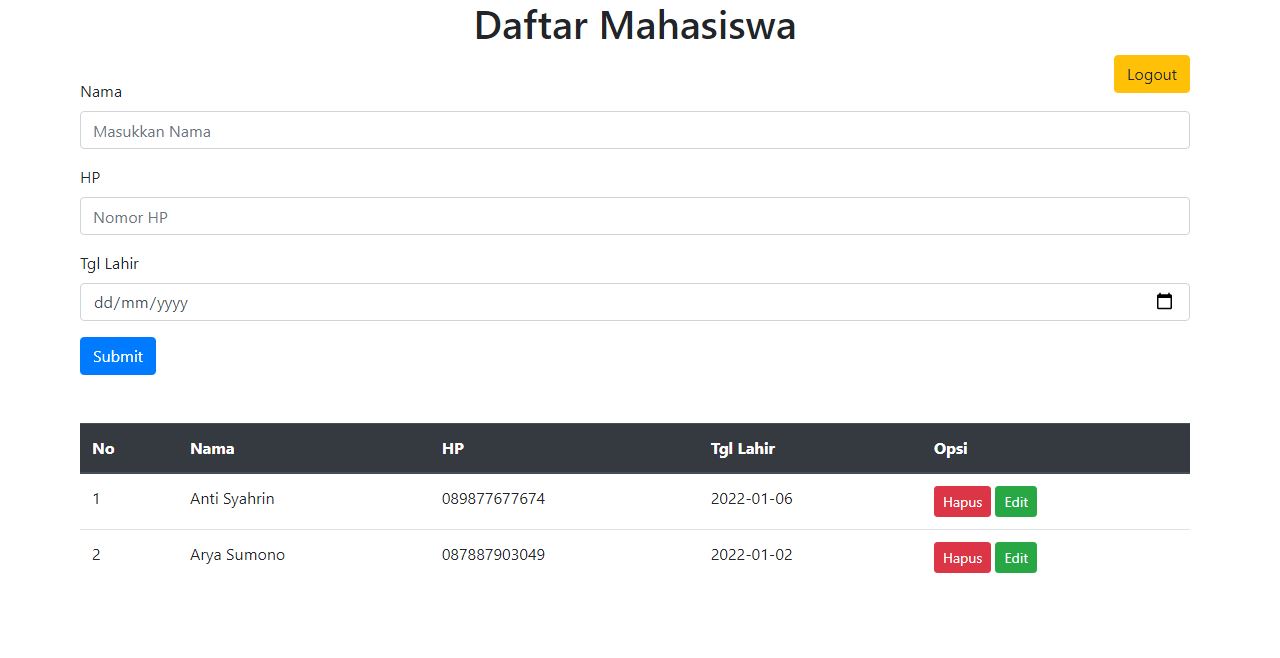 Daftar Mahasiswa
Logout
Nama
Masukkan Nama
HP
Nomor HP
Tgl Lahir
dd/mm/yyyy
Submit
No Nama HP Tgl Lahir Opsi
1 Anti Syahrin 089877677674 2022-01-06 Hapus Edit
2 Arya Sumono 087887903049 2022-01-02 Hapus Edit